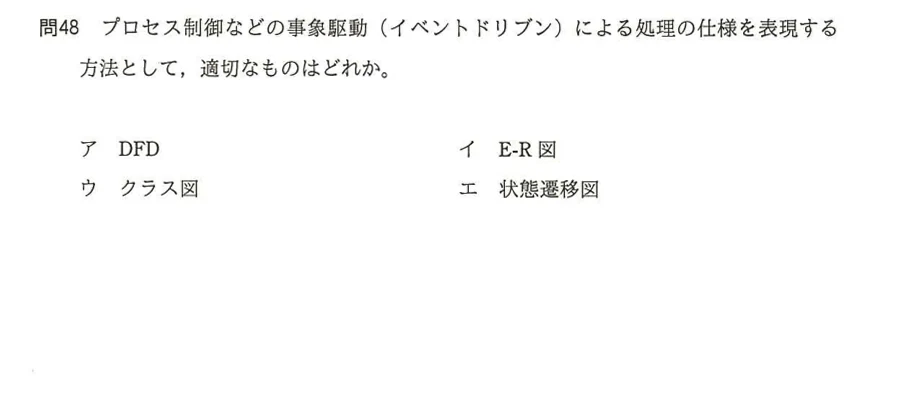 問48 プロセス制御などの事象駆動（イベントドリブン）による処理の仕様を表現する
方法として，適切なものはどれか。
ア DFD イ E-R 図
ウ クラス図 エ 状態遷移図